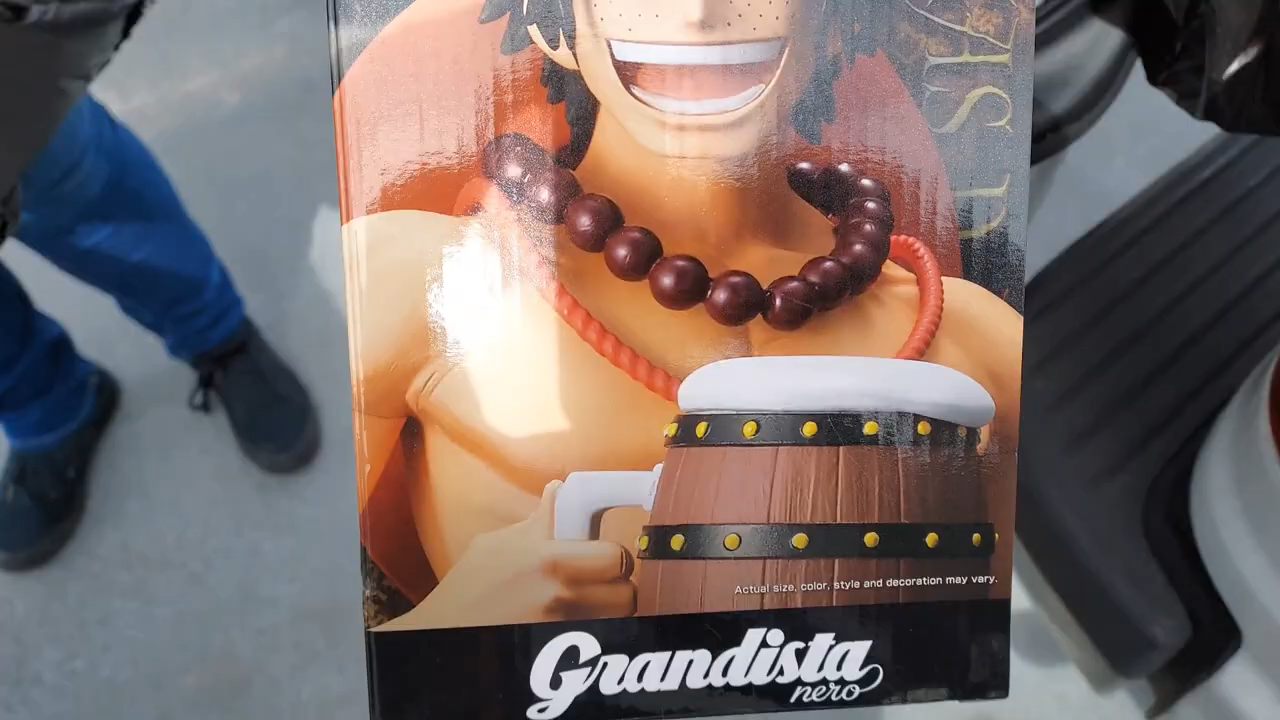 Actual size, color, style and decoration may vary.
Grandista
nero